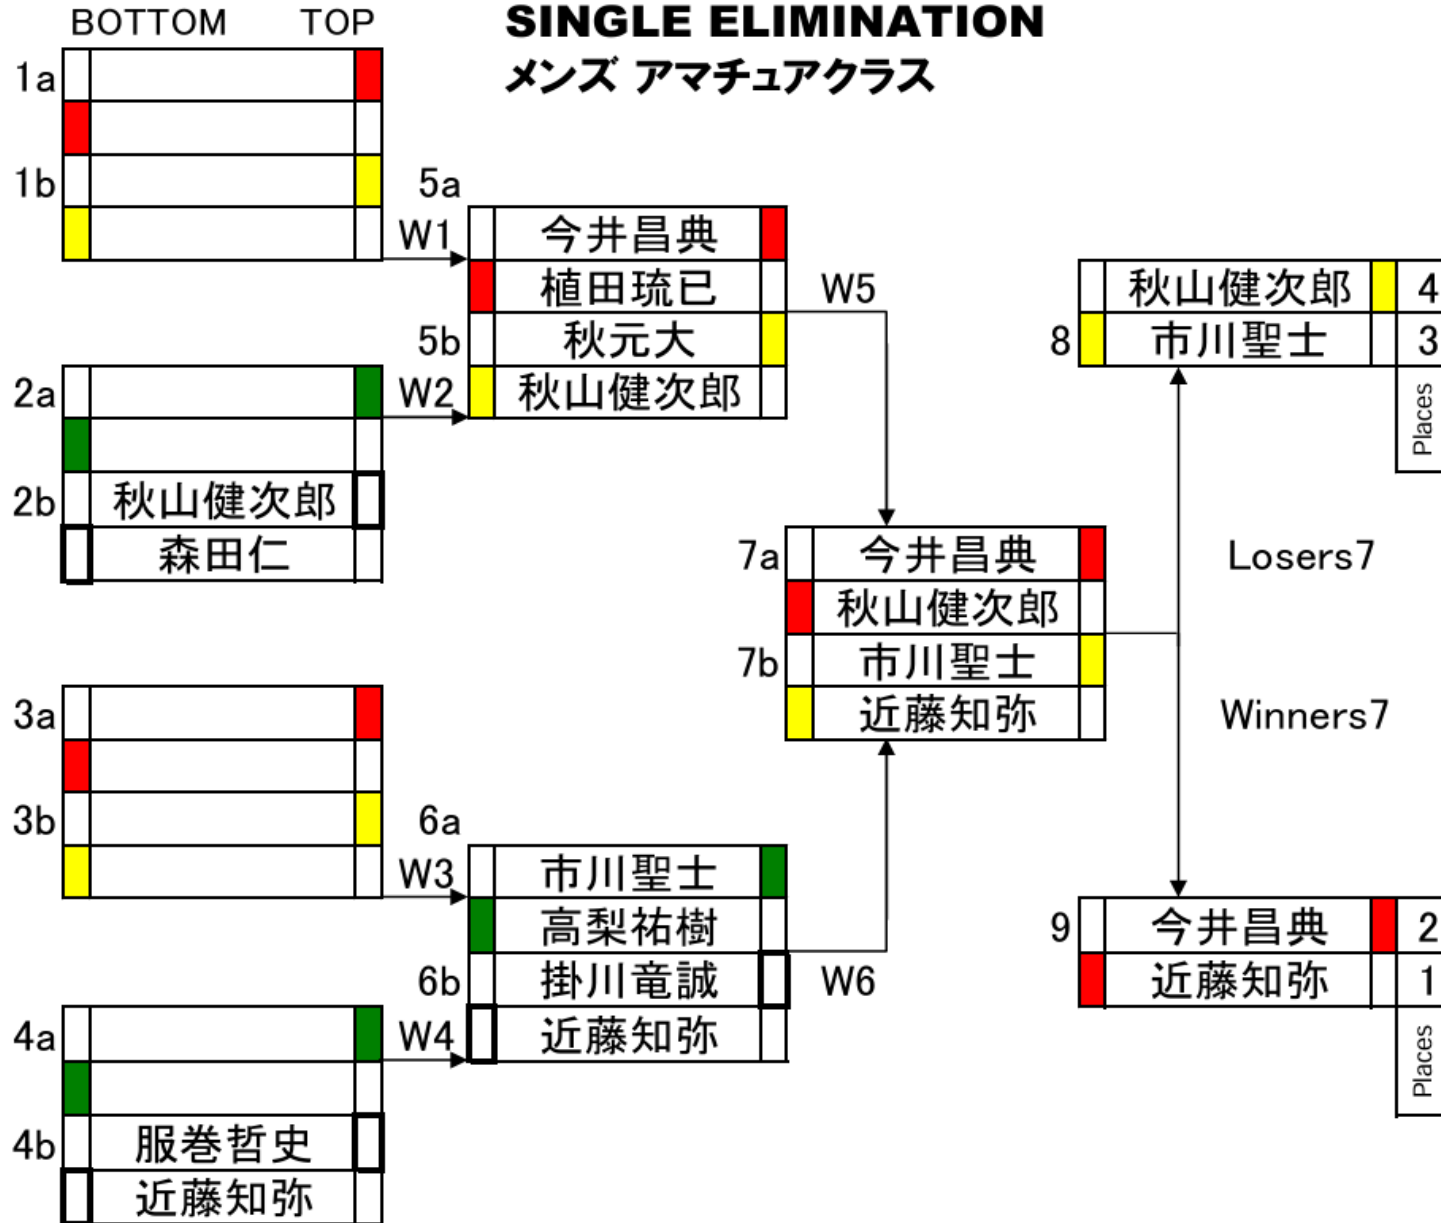 BOTTOM TOP
SINGLE ELIMINATION
メンズ アマチュアクラス
1a
1b
2a
2b 秋山健次郎
森田仁
3a
3b
4a
4b 服巻哲史
近藤知弥
W1
W2
W3
W4
5a
今井昌典
植田琉已
5b 秋元大
秋山健次郎
6a
市川聖士
高梨祐樹
6b 掛川竜誠
近藤知弥
W5
W6
7a 今井昌典
秋山健次郎
7b 市川聖士
近藤知弥
秋山健次郎 4
8 市川聖士 3
Places
Losers7
Winners7
9 今井昌典 2
近藤知弥 1
Places